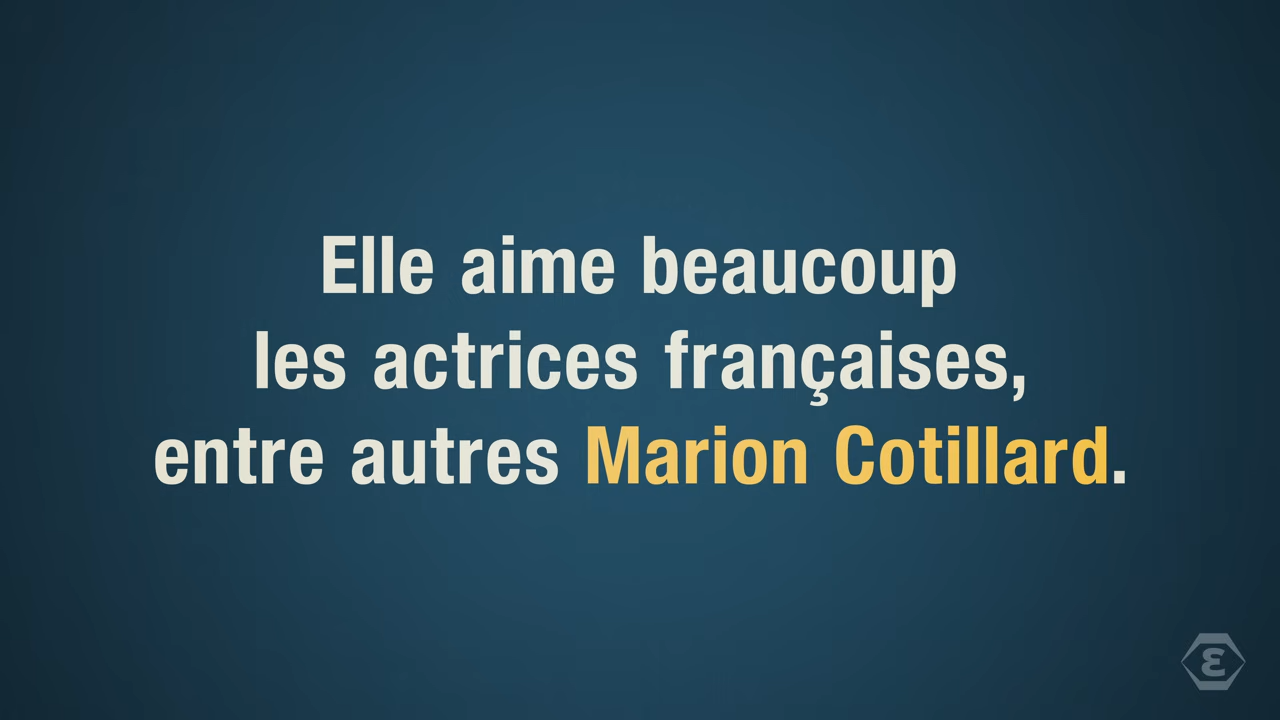 Elle aime beaucoup
les actrices françaises,
entre autres Marion Cotillard.
ε